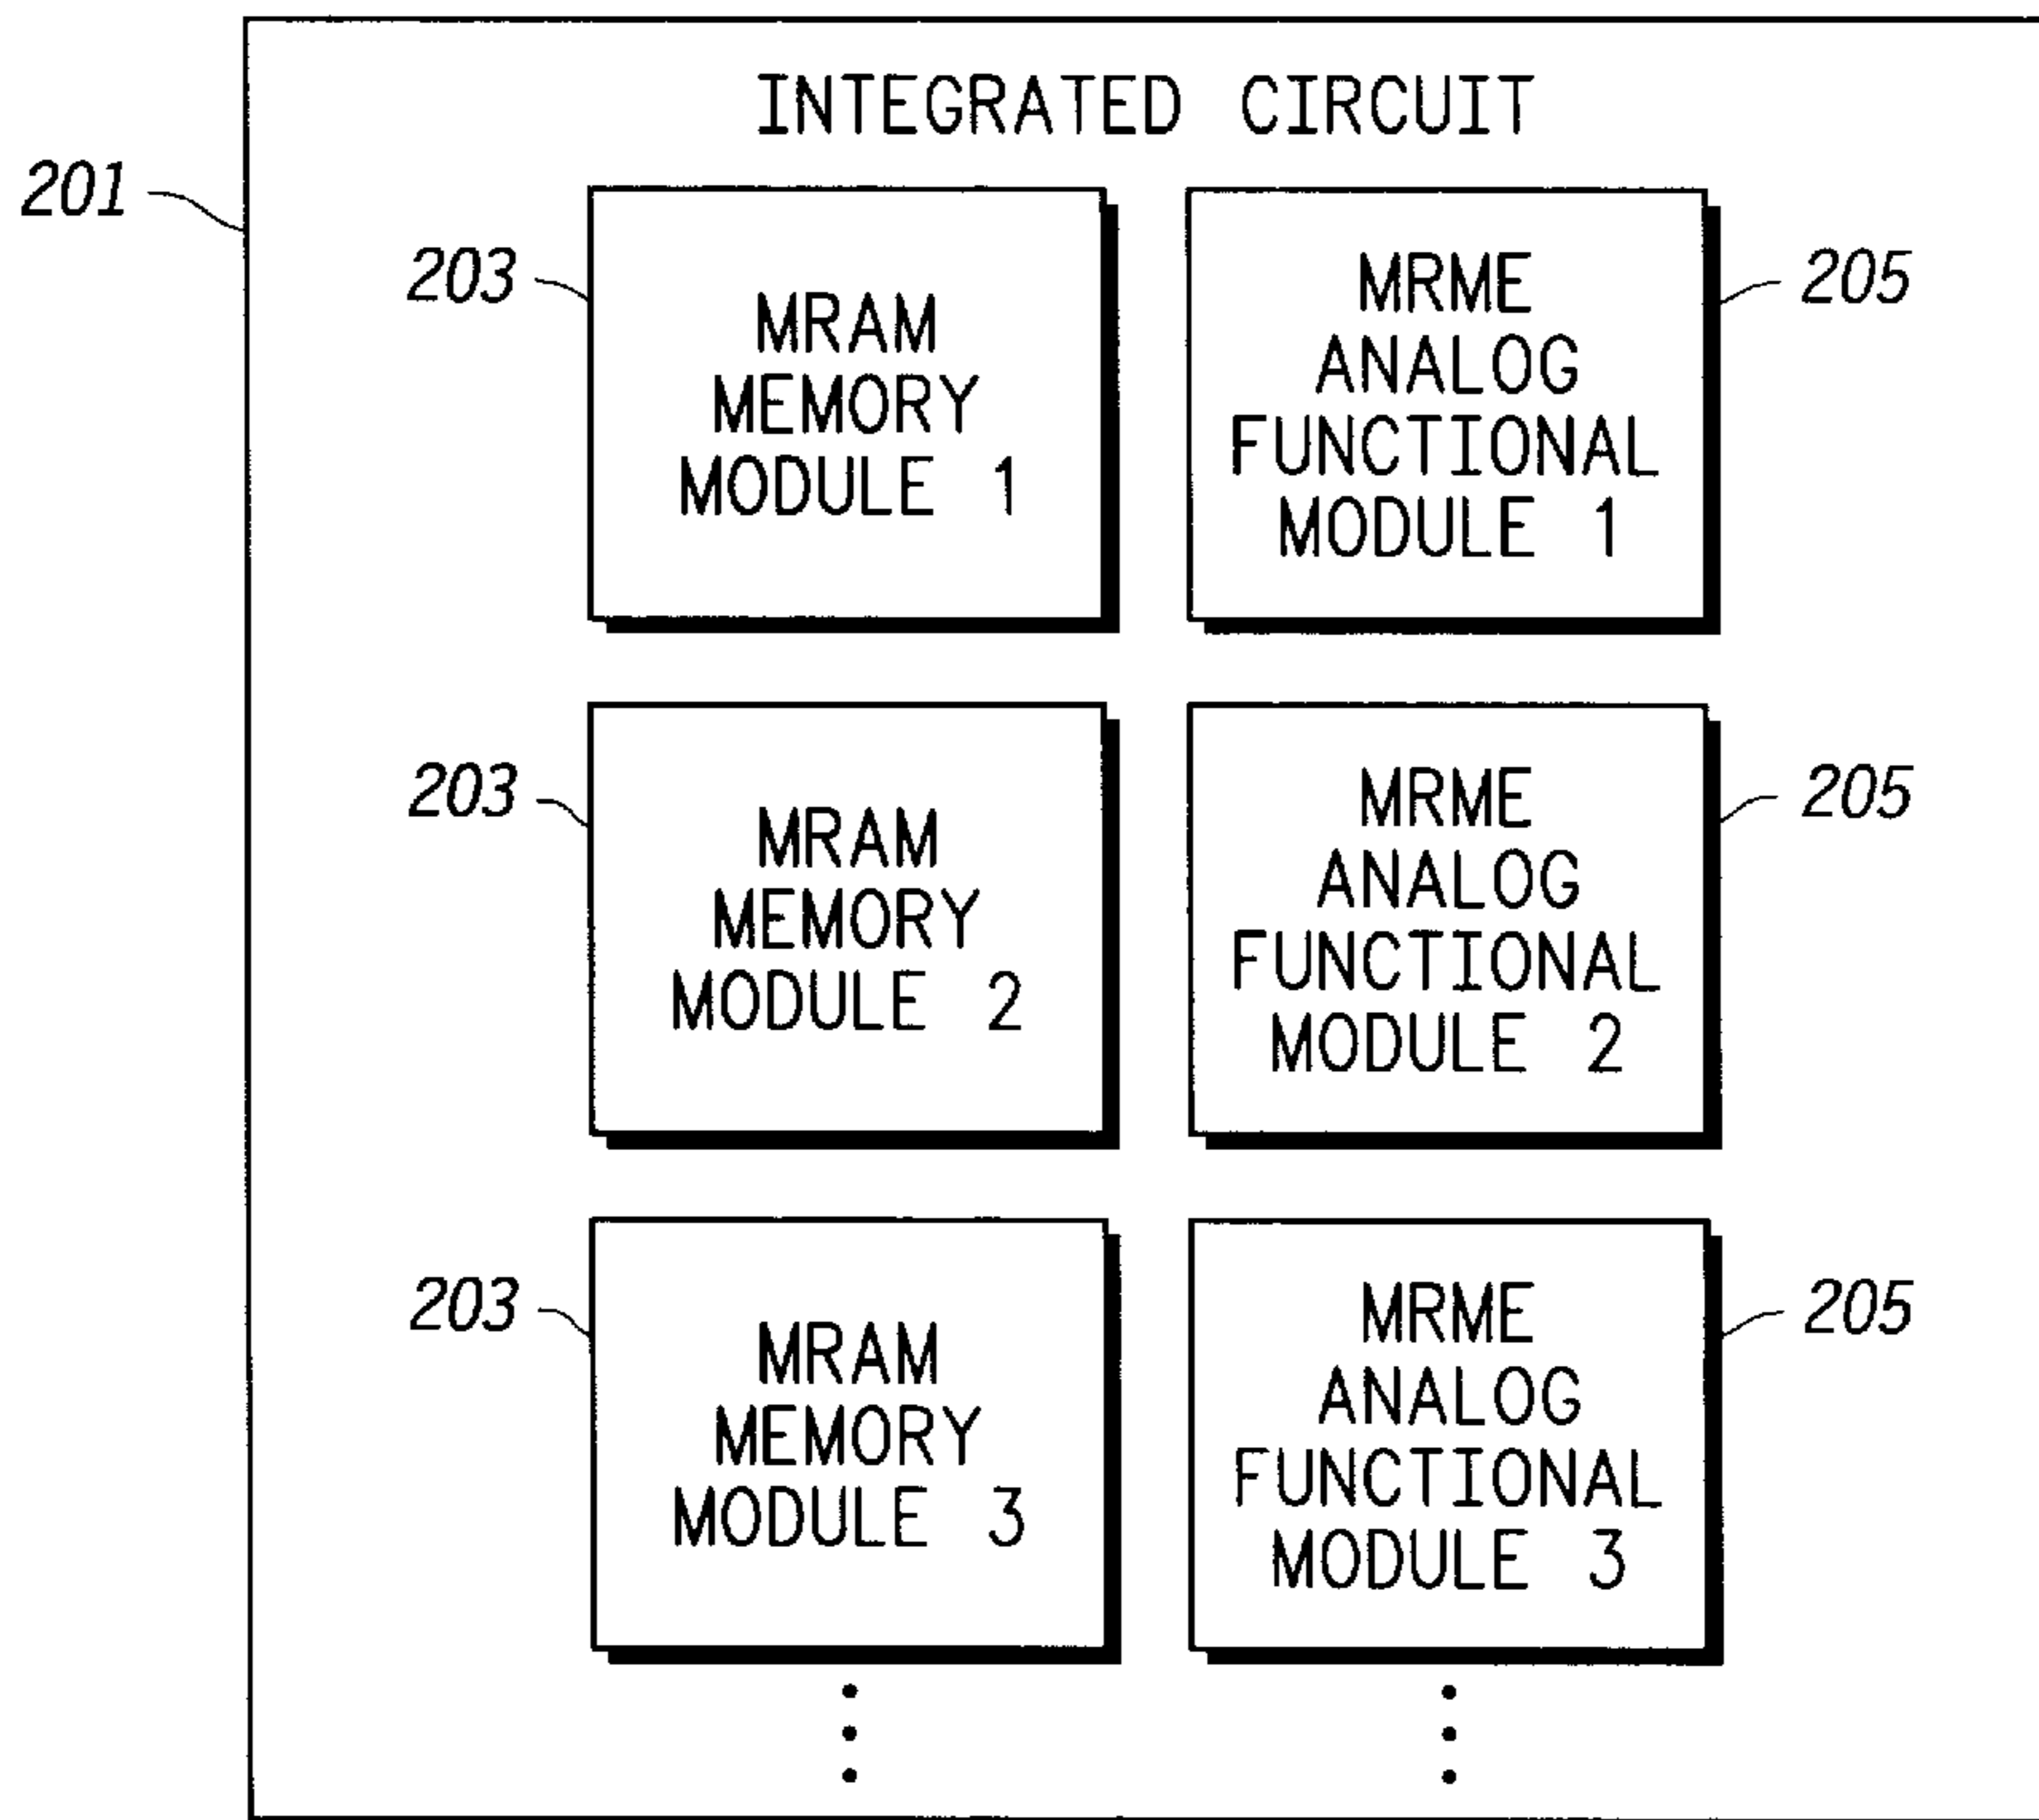 INTEGRATED CIRCUIT
201
203
MRAM
MEMORY
MODULE 1
MRME
ANALOG
FUNCTIONAL
MODULE 1
205
203
MRAM
MEMORY
MODULE 2
MRME
ANALOG
FUNCTIONAL
MODULE 2
205
203
MRAM
MEMORY
MODULE 3
MRME
ANALOG
FUNCTIONAL
MODULE 3
205